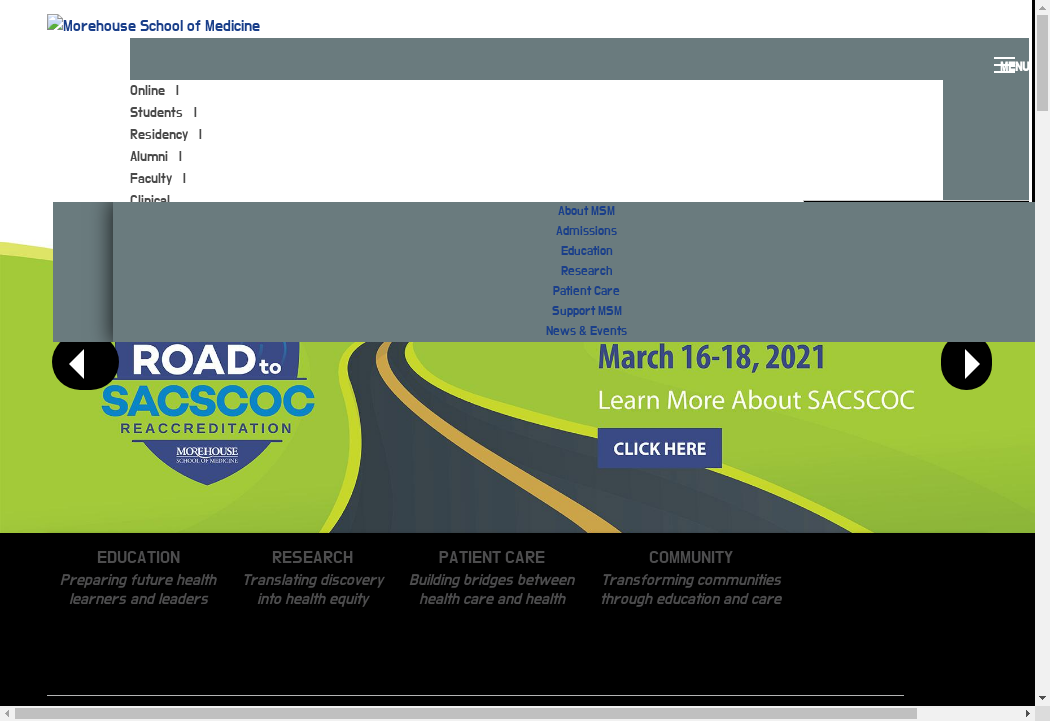 Morehouse School of Medicine
MENU
Online |
Students |
Residency |
Alumni |
Faculty |
Clinical
About MSM
Admissions
Education
Research
Patient Care
Support MSM
News & Events
ROAD to
SACSCOC
REACCREDITATION
MOREHOUSE
SCHOOL OF MEDICINE
March 16-18, 2021
Learn More About SACSCOC
CLICK HERE
EDUCATION
Preparing future health
learners and leaders
RESEARCH
Translating discovery
into health equity
PATIENT CARE
Building bridges between
health care and health
COMMUNITY
Transforming communities
through education and care